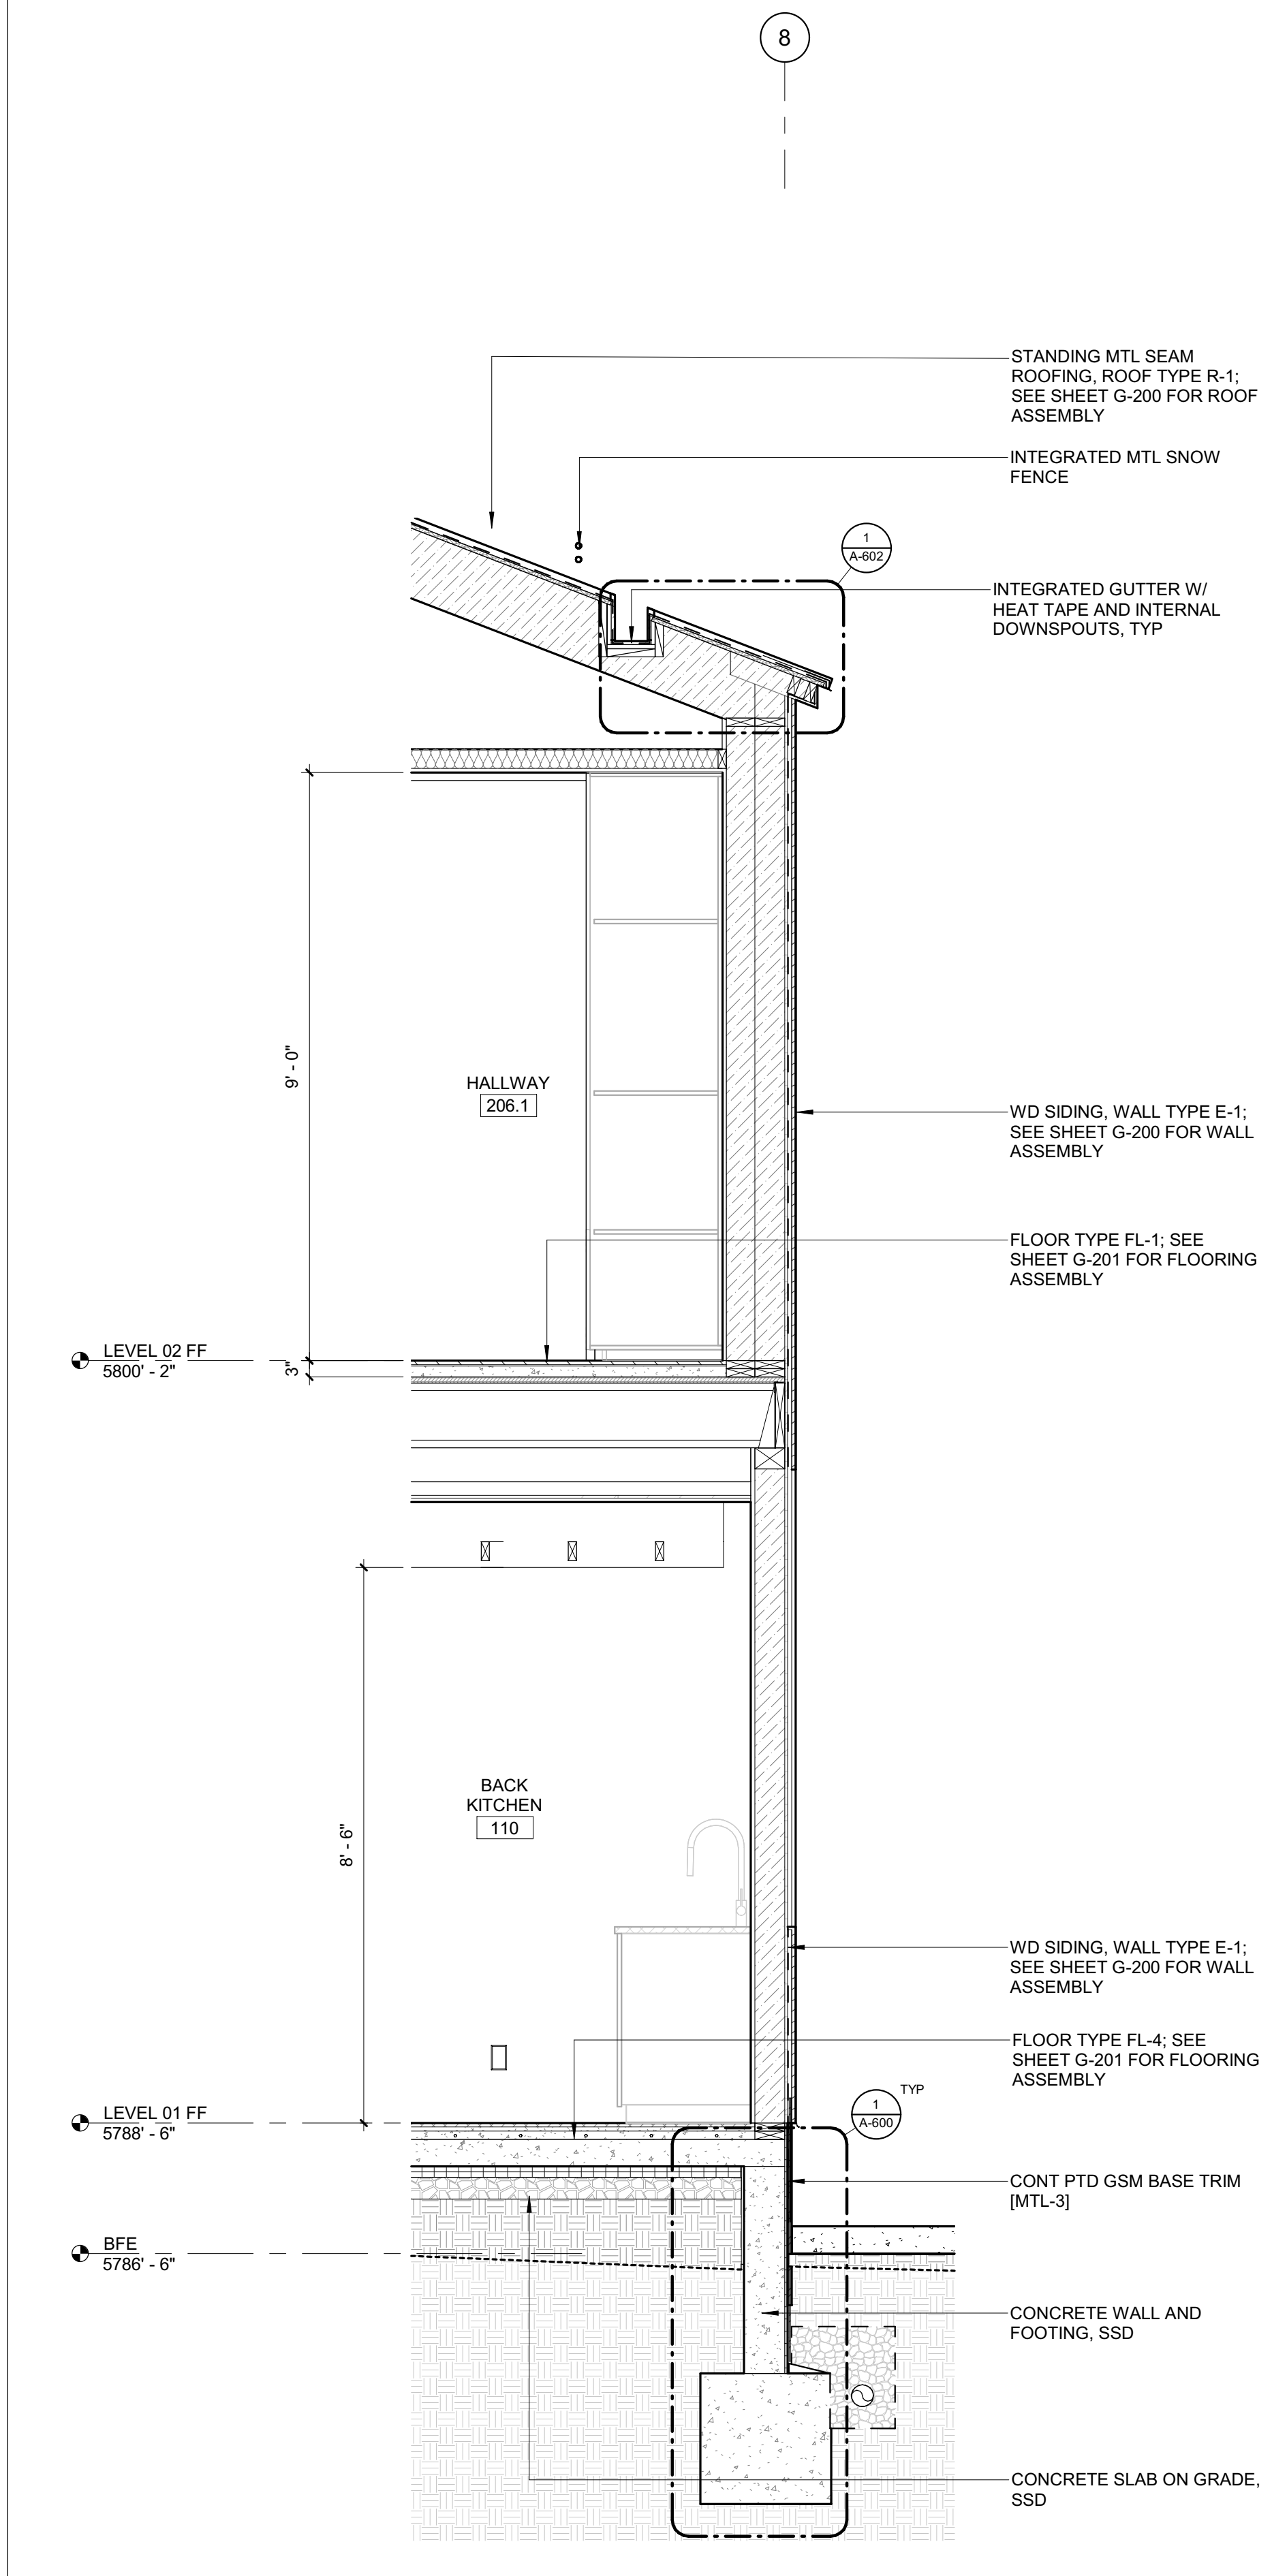 8
STANDING MTL SEAM
ROOFING, ROOF TYPE R-1;
SEE SHEET G-200 FOR ROOF
ASSEMBLY
INTEGRATED MTL SNOW
FENCE
1
A-602
INTEGRATED GUTTER W/
HEAT TAPE AND INTERNAL
DOWNSPOUTS, TYP
9' - 0"
HALLWAY
206.1
WD SIDING, WALL TYPE E-1;
SEE SHEET G-200 FOR WALL
ASSEMBLY
FLOOR TYPE FL-1; SEE
SHEET G-201 FOR FLOORING
ASSEMBLY
LEVEL 02 FF
5800' - 2"
3"
8' - 6"
BACK
KITCHEN
110
WD SIDING, WALL TYPE E-1;
SEE SHEET G-200 FOR WALL
ASSEMBLY
FLOOR TYPE FL-4; SEE
SHEET G-201 FOR FLOORING
ASSEMBLY
TYP
1
A-600
LEVEL 01 FF
5788' - 6"
CONT PTD GSM BASE TRIM
[MTL-3]
BFE
5786' - 6"
CONCRETE WALL AND
FOOTING, SSD
CONCRETE SLAB ON GRADE,
SSD